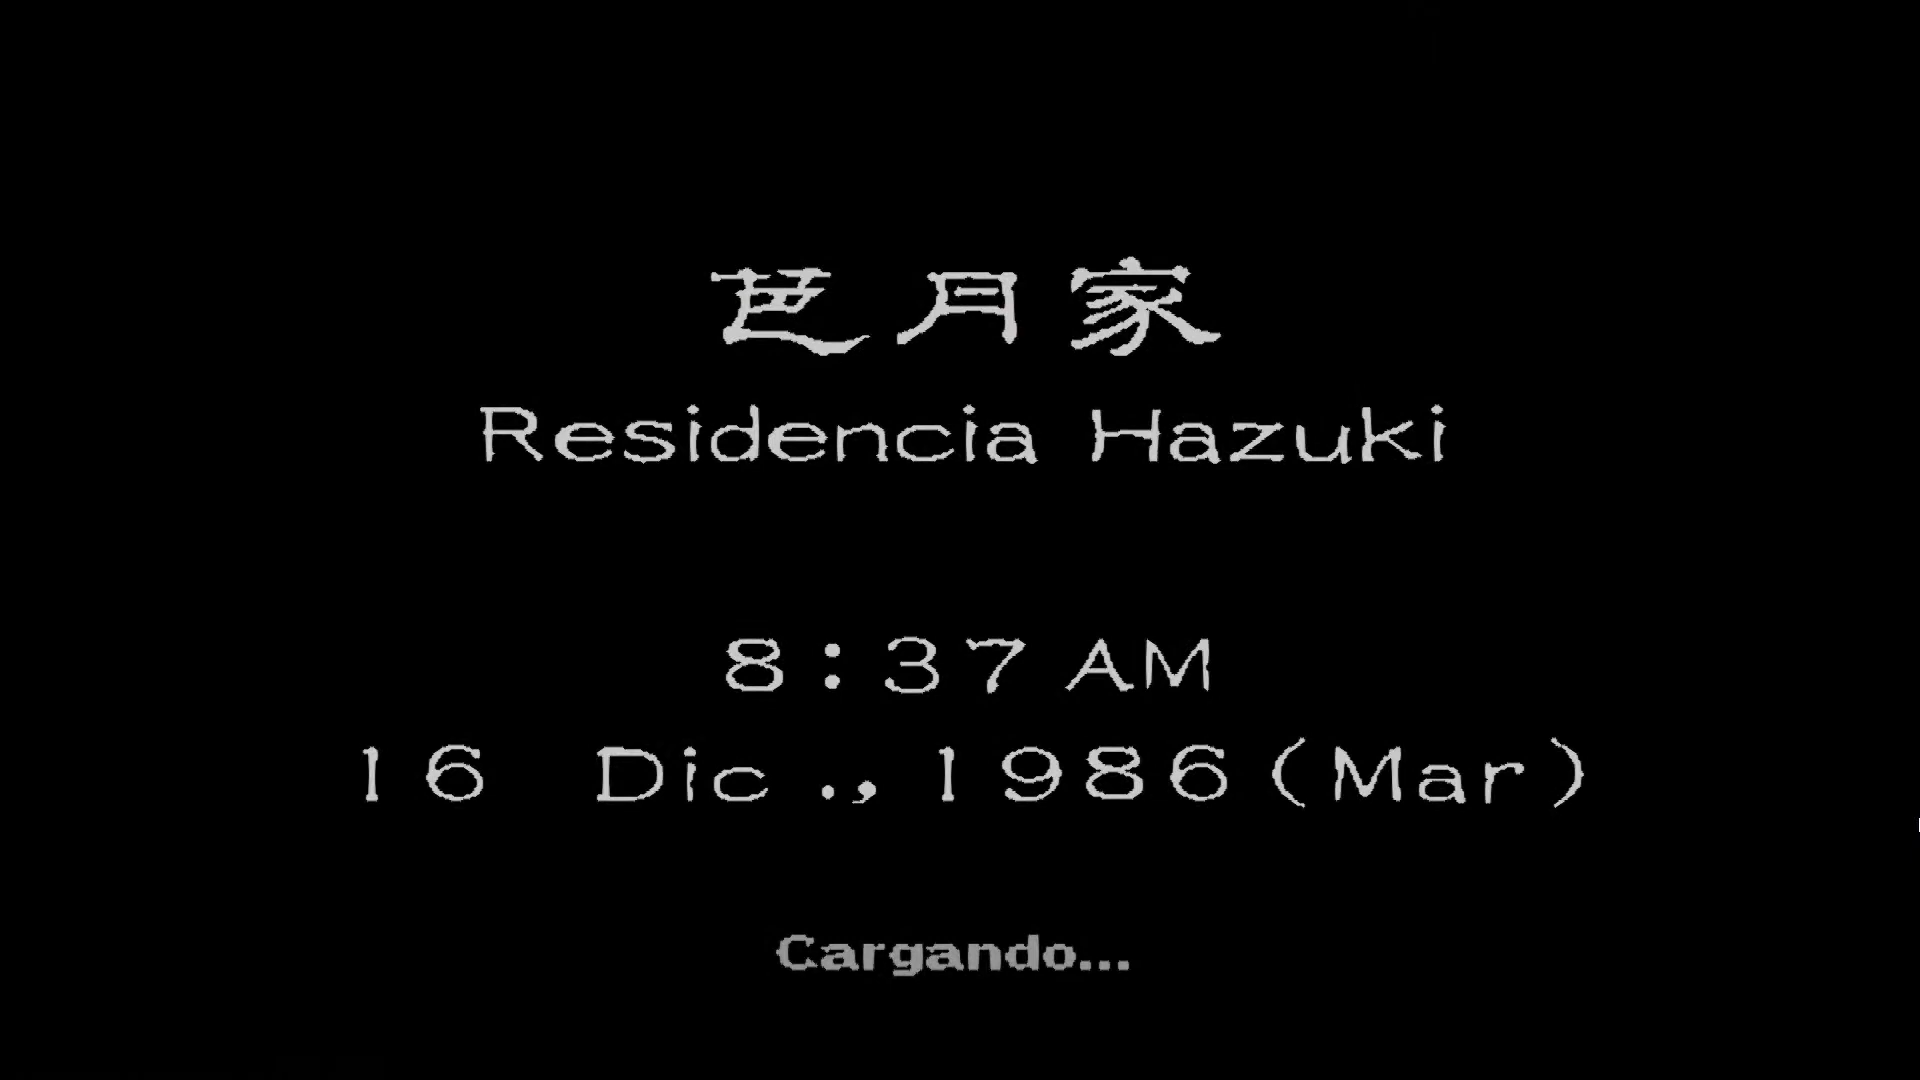 芭月家
Residencia Hazuki
8:37 AM
16 Dic., 1986(Mar)
Cargando...